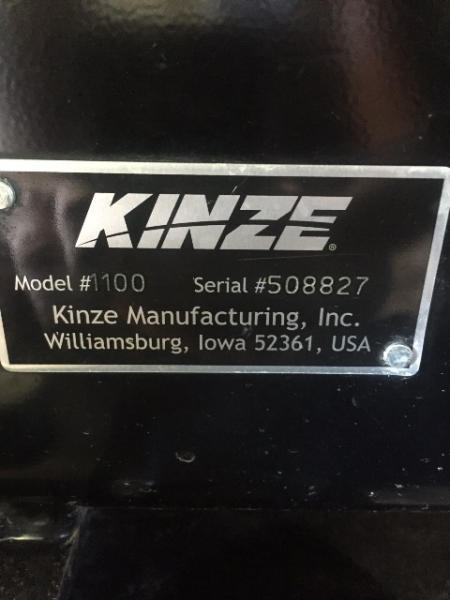 KINZE®
Model #1100 Serial #508827
Kinze Manufacturing, Inc.
Williamsburg, Iowa 52361, USA